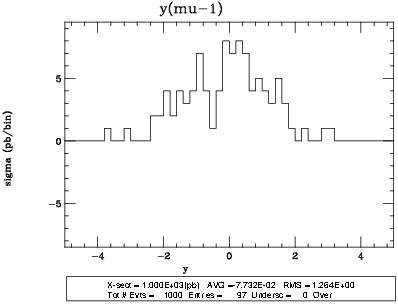 y(mu-1)
sigma (pb/bin)
5
0
-5
-4 -2 0 2 4
y
X-sect = 1.000E+03(pb) AVG =-7.732E-02 RMS = 1.264E+00
Tot # Evts = 1000 Entries = 97 Undersc = 0 Over